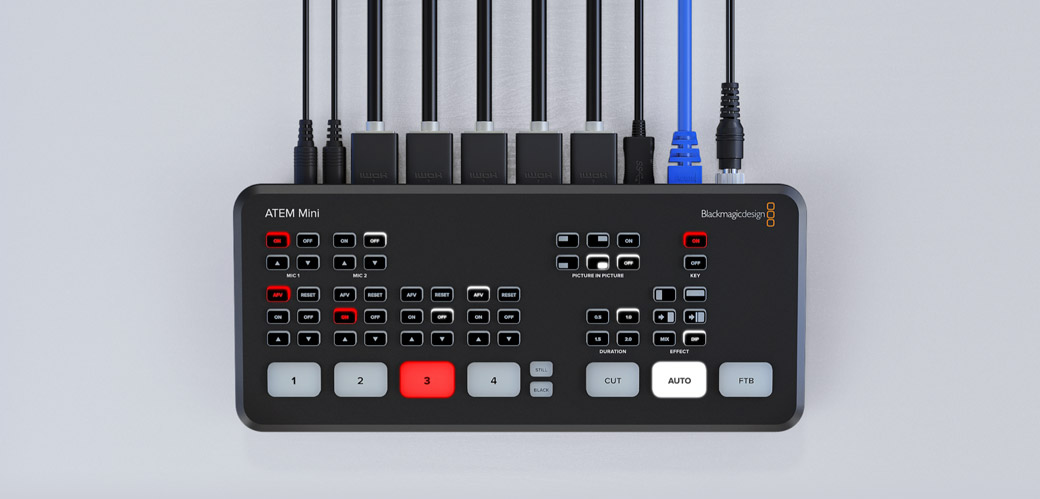 ATEM Mini
Blackmagicdesign
ON OFF ON OFF
ON
ON
MIC 1 MIC 2
OFF
OFF
PICTURE IN PICTURE
KEY
AFV RESET AFV RESET AFV RESET AFV RESET
ON OFF ON OFF ON OFF ON OFF
0.5 1.0
1.5 2.0
MIX DIP
DURATION
EFFECT
1 2 3 4
STILL
BLACK
CUT AUTO FTB